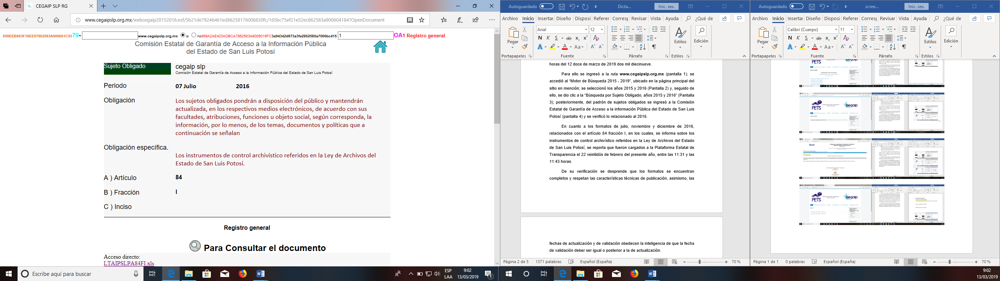 CEGAIP SLP RG
www.cegaipslp.org.mx/webcegaip20152016.nsf/5b21de79246461ed86258176006830fc/165bc75ef21e52ec862583a900604184?OpenDocument
859EEB683F16EE97862583A900601C5379- www.cegaipslp.org.mx si no869A2AE423ADBCA7862583A9006016FC3a94342d873a3fa2862580a7006bc415 1 OA1 Registro general
Comisión Estatal de Garantía de Acceso a la Información Pública
del Estado de San Luis Potosí
Sujeto Obligado
cegaip slp
Comisión Estatal de Garantía de Acceso a la Información Pública del Estado de San Luis Potosí
Periodo
07 Julio 2016
Obligación
Los sujetos obligados pondrán a disposición del público y mantendrán
actualizada, en los respectivos medios electrónicos, de acuerdo con sus
facultades, atribuciones, funciones u objeto social, según corresponda, la
información, por lo menos, de los temas, documentos y políticas que a
continuación se señalan
Obligación específica.
Los instrumentos de control archivístico referidos en la Ley de Archivos del
Estado de San Luis Potosí.
A ) Artículo 84
B ) Fracción I
C ) Inciso
Registro general
Para Consultar el documento
Acceso directo:
LTAIPSLPA84FI.xls
Escribe aquí para buscar
ESP
LAA
9:02
13/03/2019
1
Autoguardado Dicta... Inic. ses.
Archivo Inicio Insertar Diseño Disposi Referen Corresp Revisar Vista Ayuda ¿Qué de
Pegar
Arial 12
N K S ab x₂ x² A
A A Aa A A
Estilos
Edición
Portapapeles Fuente Párrafo Estilos
horas del 12 doce de marzo de 2019 dos mil diecinueve.
Para ello se ingresó a la ruta www.cegaipslp.org.mx (pantalla 1); se
accedió al “Motor de Búsqueda 2015 - 2019”, ubicado en la página principal del
sitio en mención; se seleccionó los años 2015 y 2016 (Pantalla 2) y, seguido de
ello, se dio clic a la “Búsqueda por Sujeto Obligado, años 2015 y 2016” (Pantalla
3); posteriormente, del padrón de sujetos obligados se ingresó a la Comisión
Estatal de Garantía de Acceso a la información Pública del Estado de San Luis
Potosí (pantalla 4) y se verificó lo relacionado al 2016.
En cuanto a los formatos de julio, noviembre y diciembre de 2016,
relacionados con el artículo 84 fracción I, en los cuales, se informa sobre los
instrumentos de control archivístico referidos en la Ley de Archivos del Estado
de San Luis Potosí, se reporta que fueron cargados a la Plataforma Estatal de
Transparencia el 22 veintidós de febrero del presente año, entre las 11:31 y las
11:43 horas.
De su verificación se desprende que los formatos se encuentran
completos y respetan las características técnicas de publicación, asimismo, las
fechas de actualización y de validación obedecen la inteligencia de que la fecha
de validación deber ser igual o posterior a la de actualización.
Página 2 de 5 1371 palabras Español (España) 70 %
Autoguardado scree... Inic. ses.
Archivo Inicio Insertar Diseño Disposi Referen Corresp Revisar Vista Ayuda ¿Qué de
Pegar
Calibri (Cuerpo) 11
N K S ab x₂ x² A
A A Aa A A
Estilos
Edición
Portapapeles Fuente Párrafo Estilos
PETS cegaip
PETS cegaip
Página 1 de 1 0 palabras Español (España) 70 %
9:02
13/03/2019